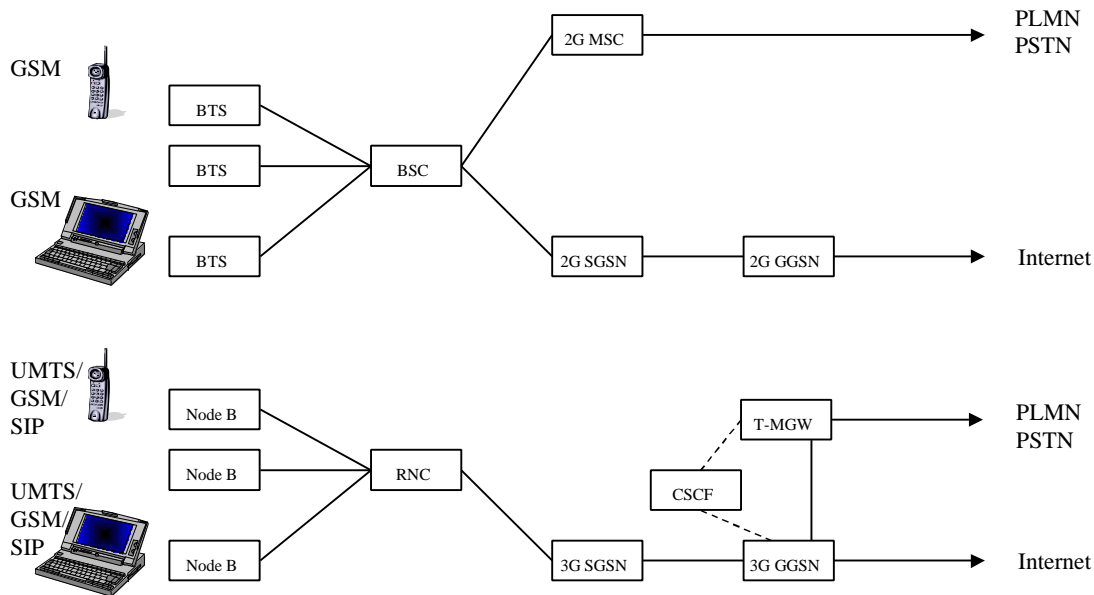 PLMN
PSTN
2G MSC
GSM
BTS
BTS
BSC
GSM
BTS
2G SGSN
2G GGSN
Internet
UMTS/
GSM/
SIP
Node B
T-MGW
PLMN
PSTN
Node B
RNC
CSCF
UMTS/
GSM/
SIP
Node B
3G SGSN
3G GGSN
Internet